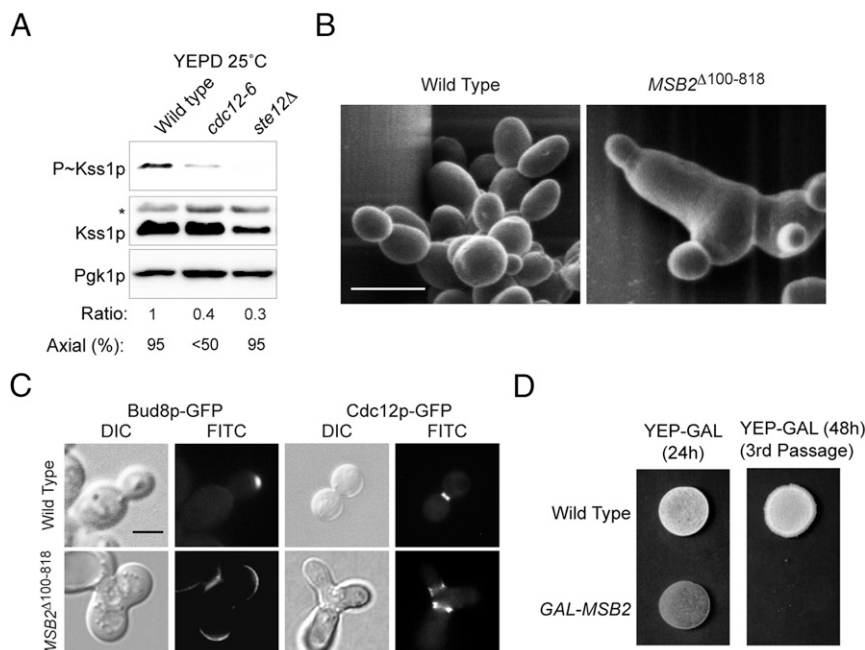 A
YEPD 25°C
Wild type
cdc12-6
ste12Δ
P~Kss1p
*
Kss1p
Pgk1p
Ratio: 1 0.4 0.3
Axial (%): 95 <50 95
B
Wild Type
MSB2Δ100-818
C
Bud8p-GFP Cdc12p-GFP
DIC FITC DIC FITC
Wild Type
MSB2Δ100-818
D
YEP-GAL (24h)
YEP-GAL (48h) (3rd Passage)
Wild Type
GAL-MSB2